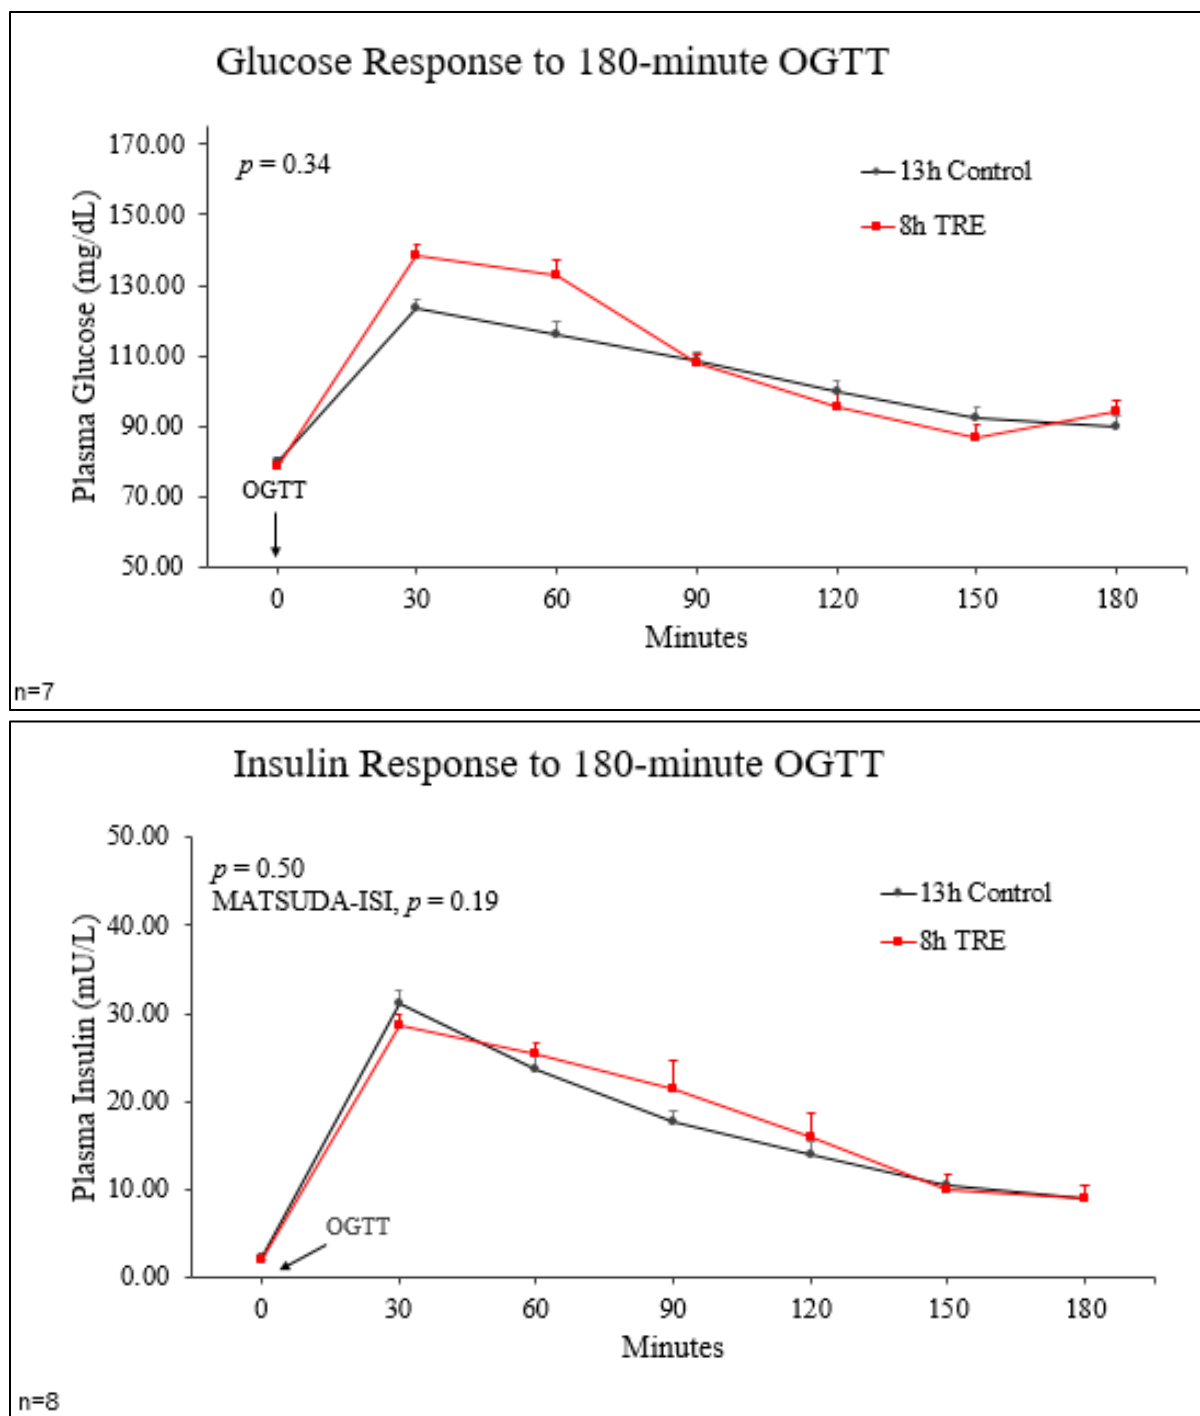 Glucose Response to 180-minute OGTT
170.00
p = 0.34
13h Control
150.00
8h TRE
130.00
110.00
90.00
70.00
50.00
Plasma Glucose (mg/dL)
OGTT
0 30 60 90 120 150 180
Minutes
n=7
Insulin Response to 180-minute OGTT
50.00
p = 0.50
MATSUDA-ISI, p = 0.19
13h Control
8h TRE
40.00
30.00
20.00
10.00
0.00
Plasma Insulin (mU/L)
OGTT
0 30 60 90 120 150 180
Minutes
n=8